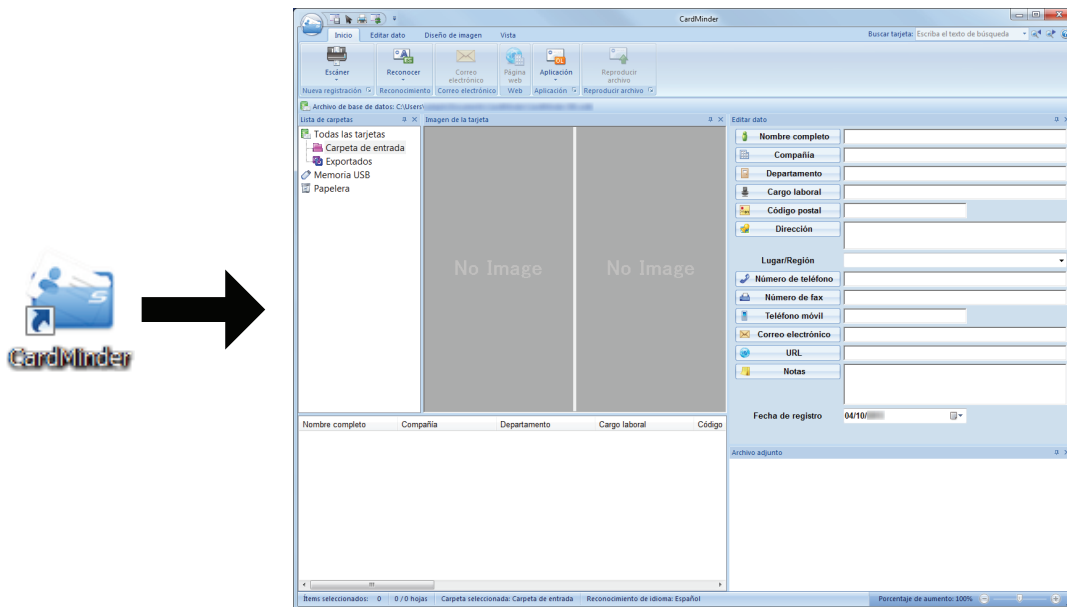 CardMinder
CardMinder
Inicio Editar dato Diseño de imagen Vista
Buscar tarjeta: Escriba el texto de búsqueda
Escáner
Reconocer
Correo electrónico
Página web
Aplicación
Reproducir archivo
Nueva registración Reconocimiento Correo electrónico Web Aplicación Reproducir archivo
Archivo de base de datos: C:\Users\
Lista de carpetas
Todas las tarjetas
Carpeta de entrada
Exportados
Memoria USB
Papelera
Imagen de la tarjeta
No Image No Image
Editar dato
Nombre completo
Compañía
Departamento
Cargo laboral
Código postal
Dirección
Lugar/Región
Número de teléfono
Número de fax
Teléfono móvil
Correo electrónico
URL
Notas
Fecha de registro 04/10/
Nombre completo Compañía Departamento Cargo laboral Código
Archivo adjunto
Ítems seleccionados: 0 0 / 0 hojas Carpeta seleccionada: Carpeta de entrada Reconocimiento de idioma: Español Porcentaje de aumento: 100%